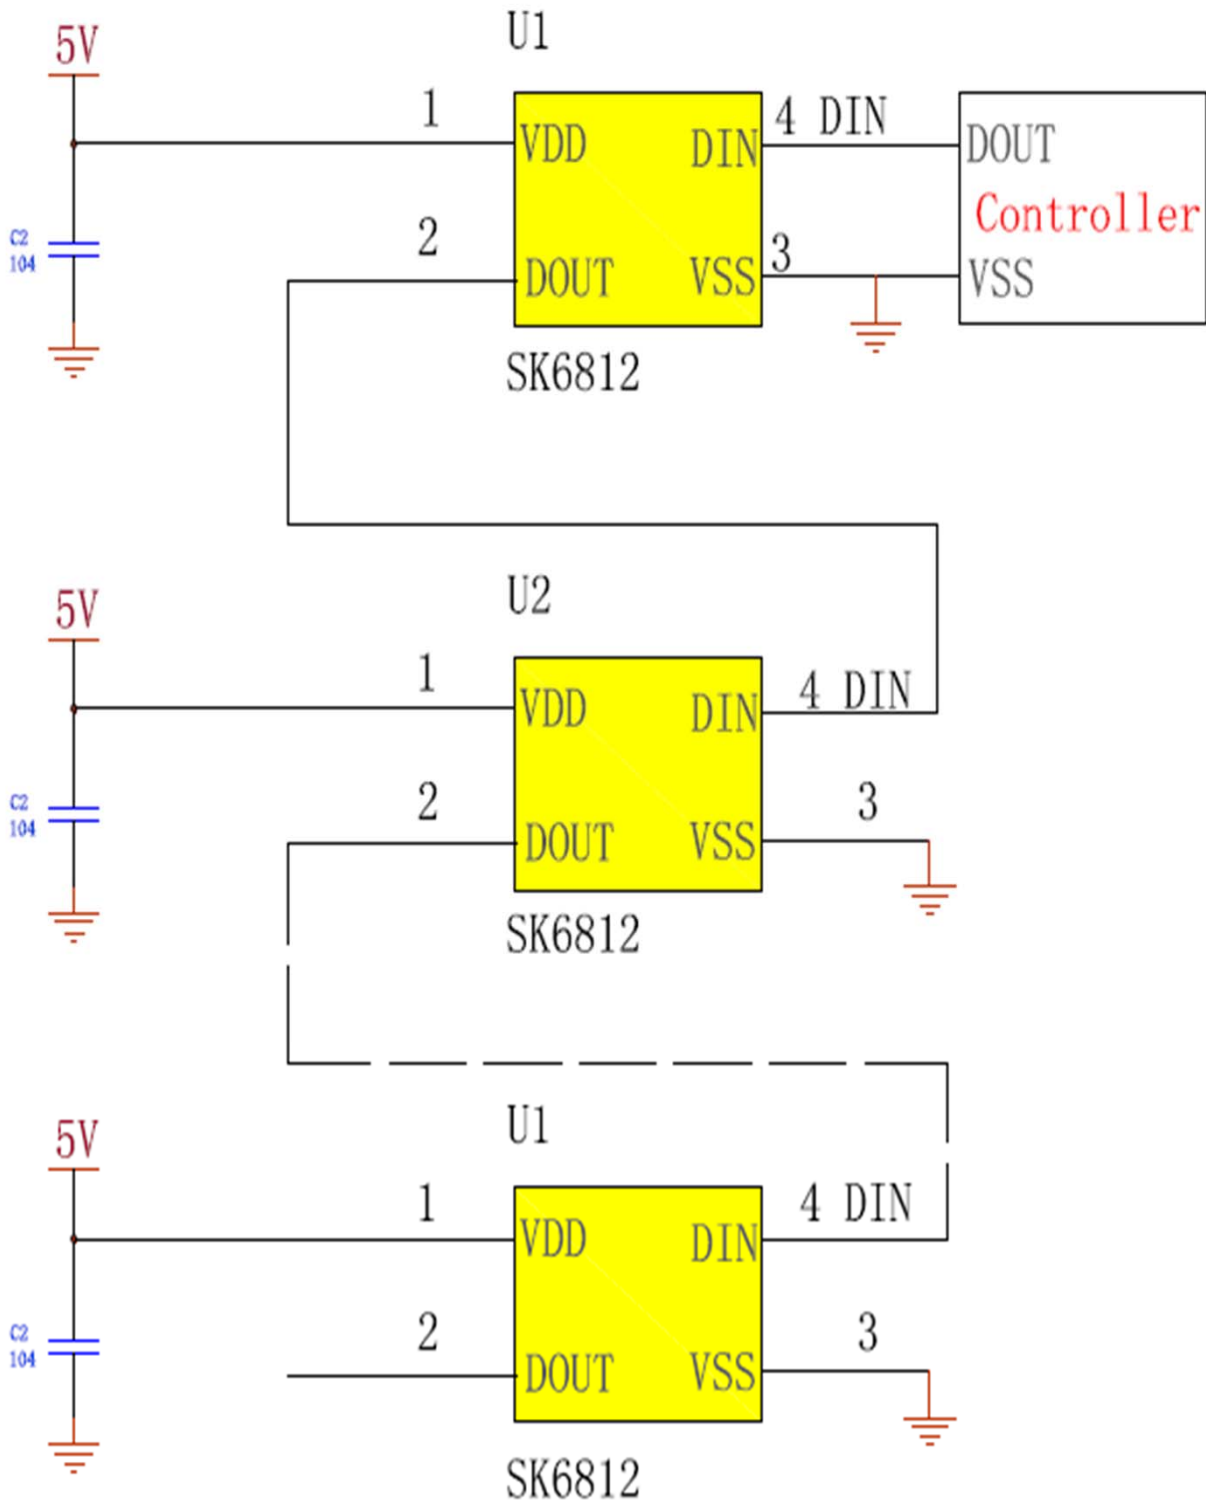 U1
5V
1
4 DIN
VDD
DIN
DOUT
Controller
2
3
C2
104
DOUT
VSS
VSS
SK6812
U2
5V
1
4 DIN
VDD
DIN
2
3
C2
104
DOUT
VSS
SK6812
U1
5V
1
4 DIN
VDD
DIN
2
3
C2
104
DOUT
VSS
SK6812